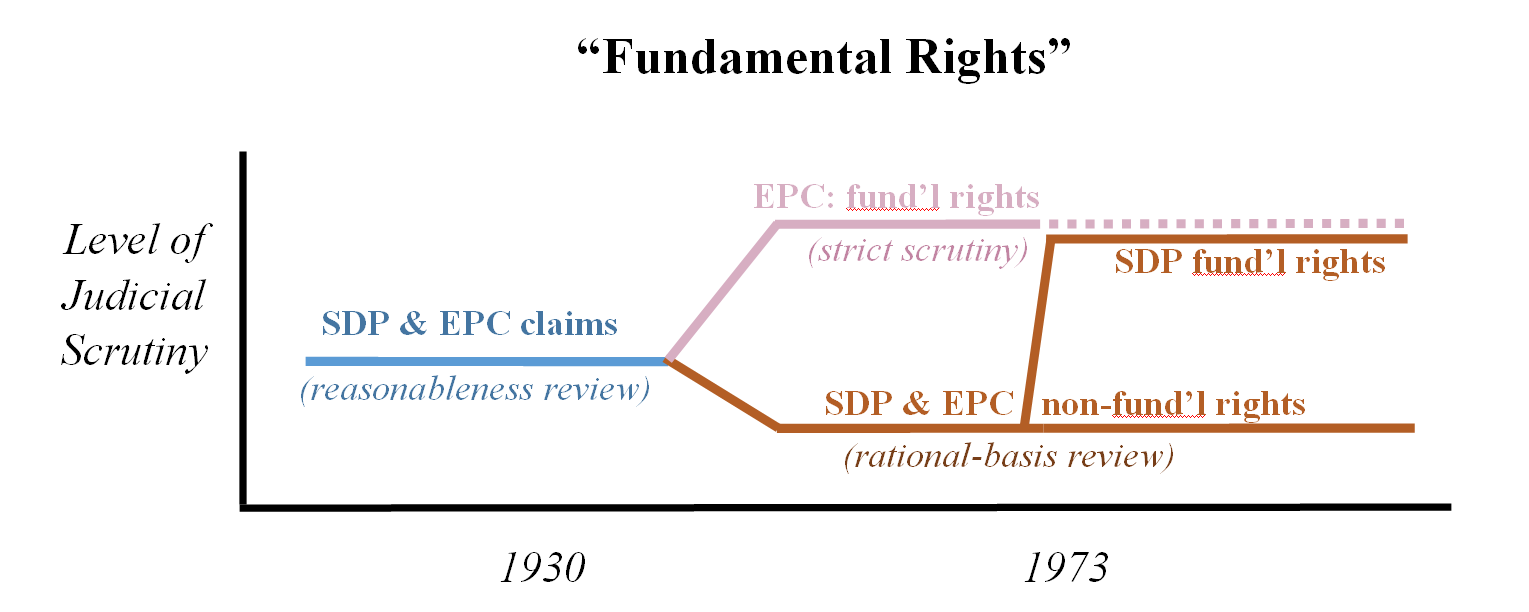 “Fundamental Rights”
EPC: fund’l rights
(strict scrutiny)
SDP fund’l rights
Level of
Judicial
Scrutiny
SDP & EPC claims
(reasonableness review)
SDP & EPC non-fund’l rights
(rational-basis review)
1930
1973